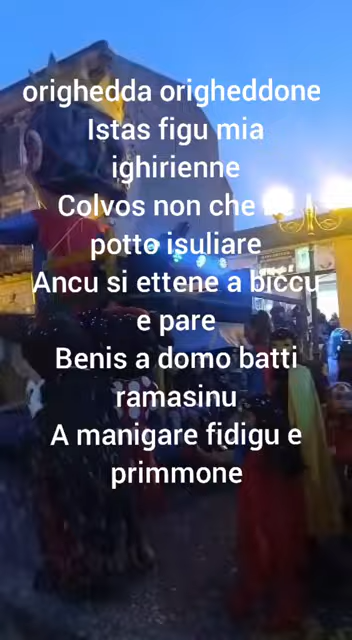 orighedda origheddone
Istas figu mia
ighirienne
Colvos non che
potto isuliare
Ancu si ettene a biccu
e pare
Benis a domo batti
ramasinu
A manigare fidigu e
primmone